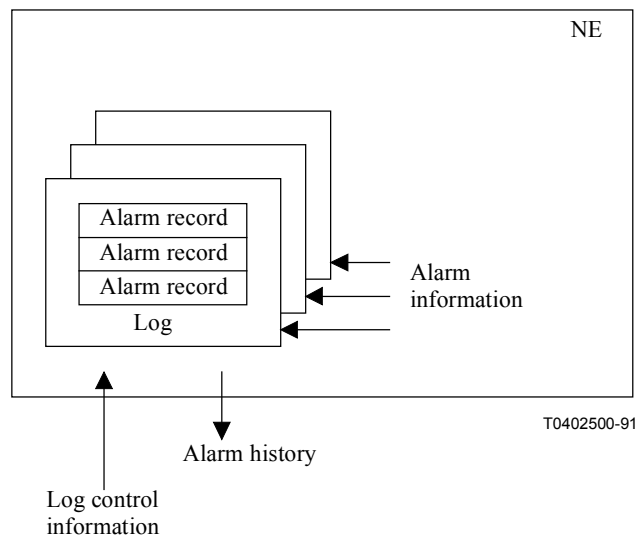 NE
Alarm record
Alarm record
Alarm record
Log
Alarm
information
T0402500-91
Alarm history
Log control
information